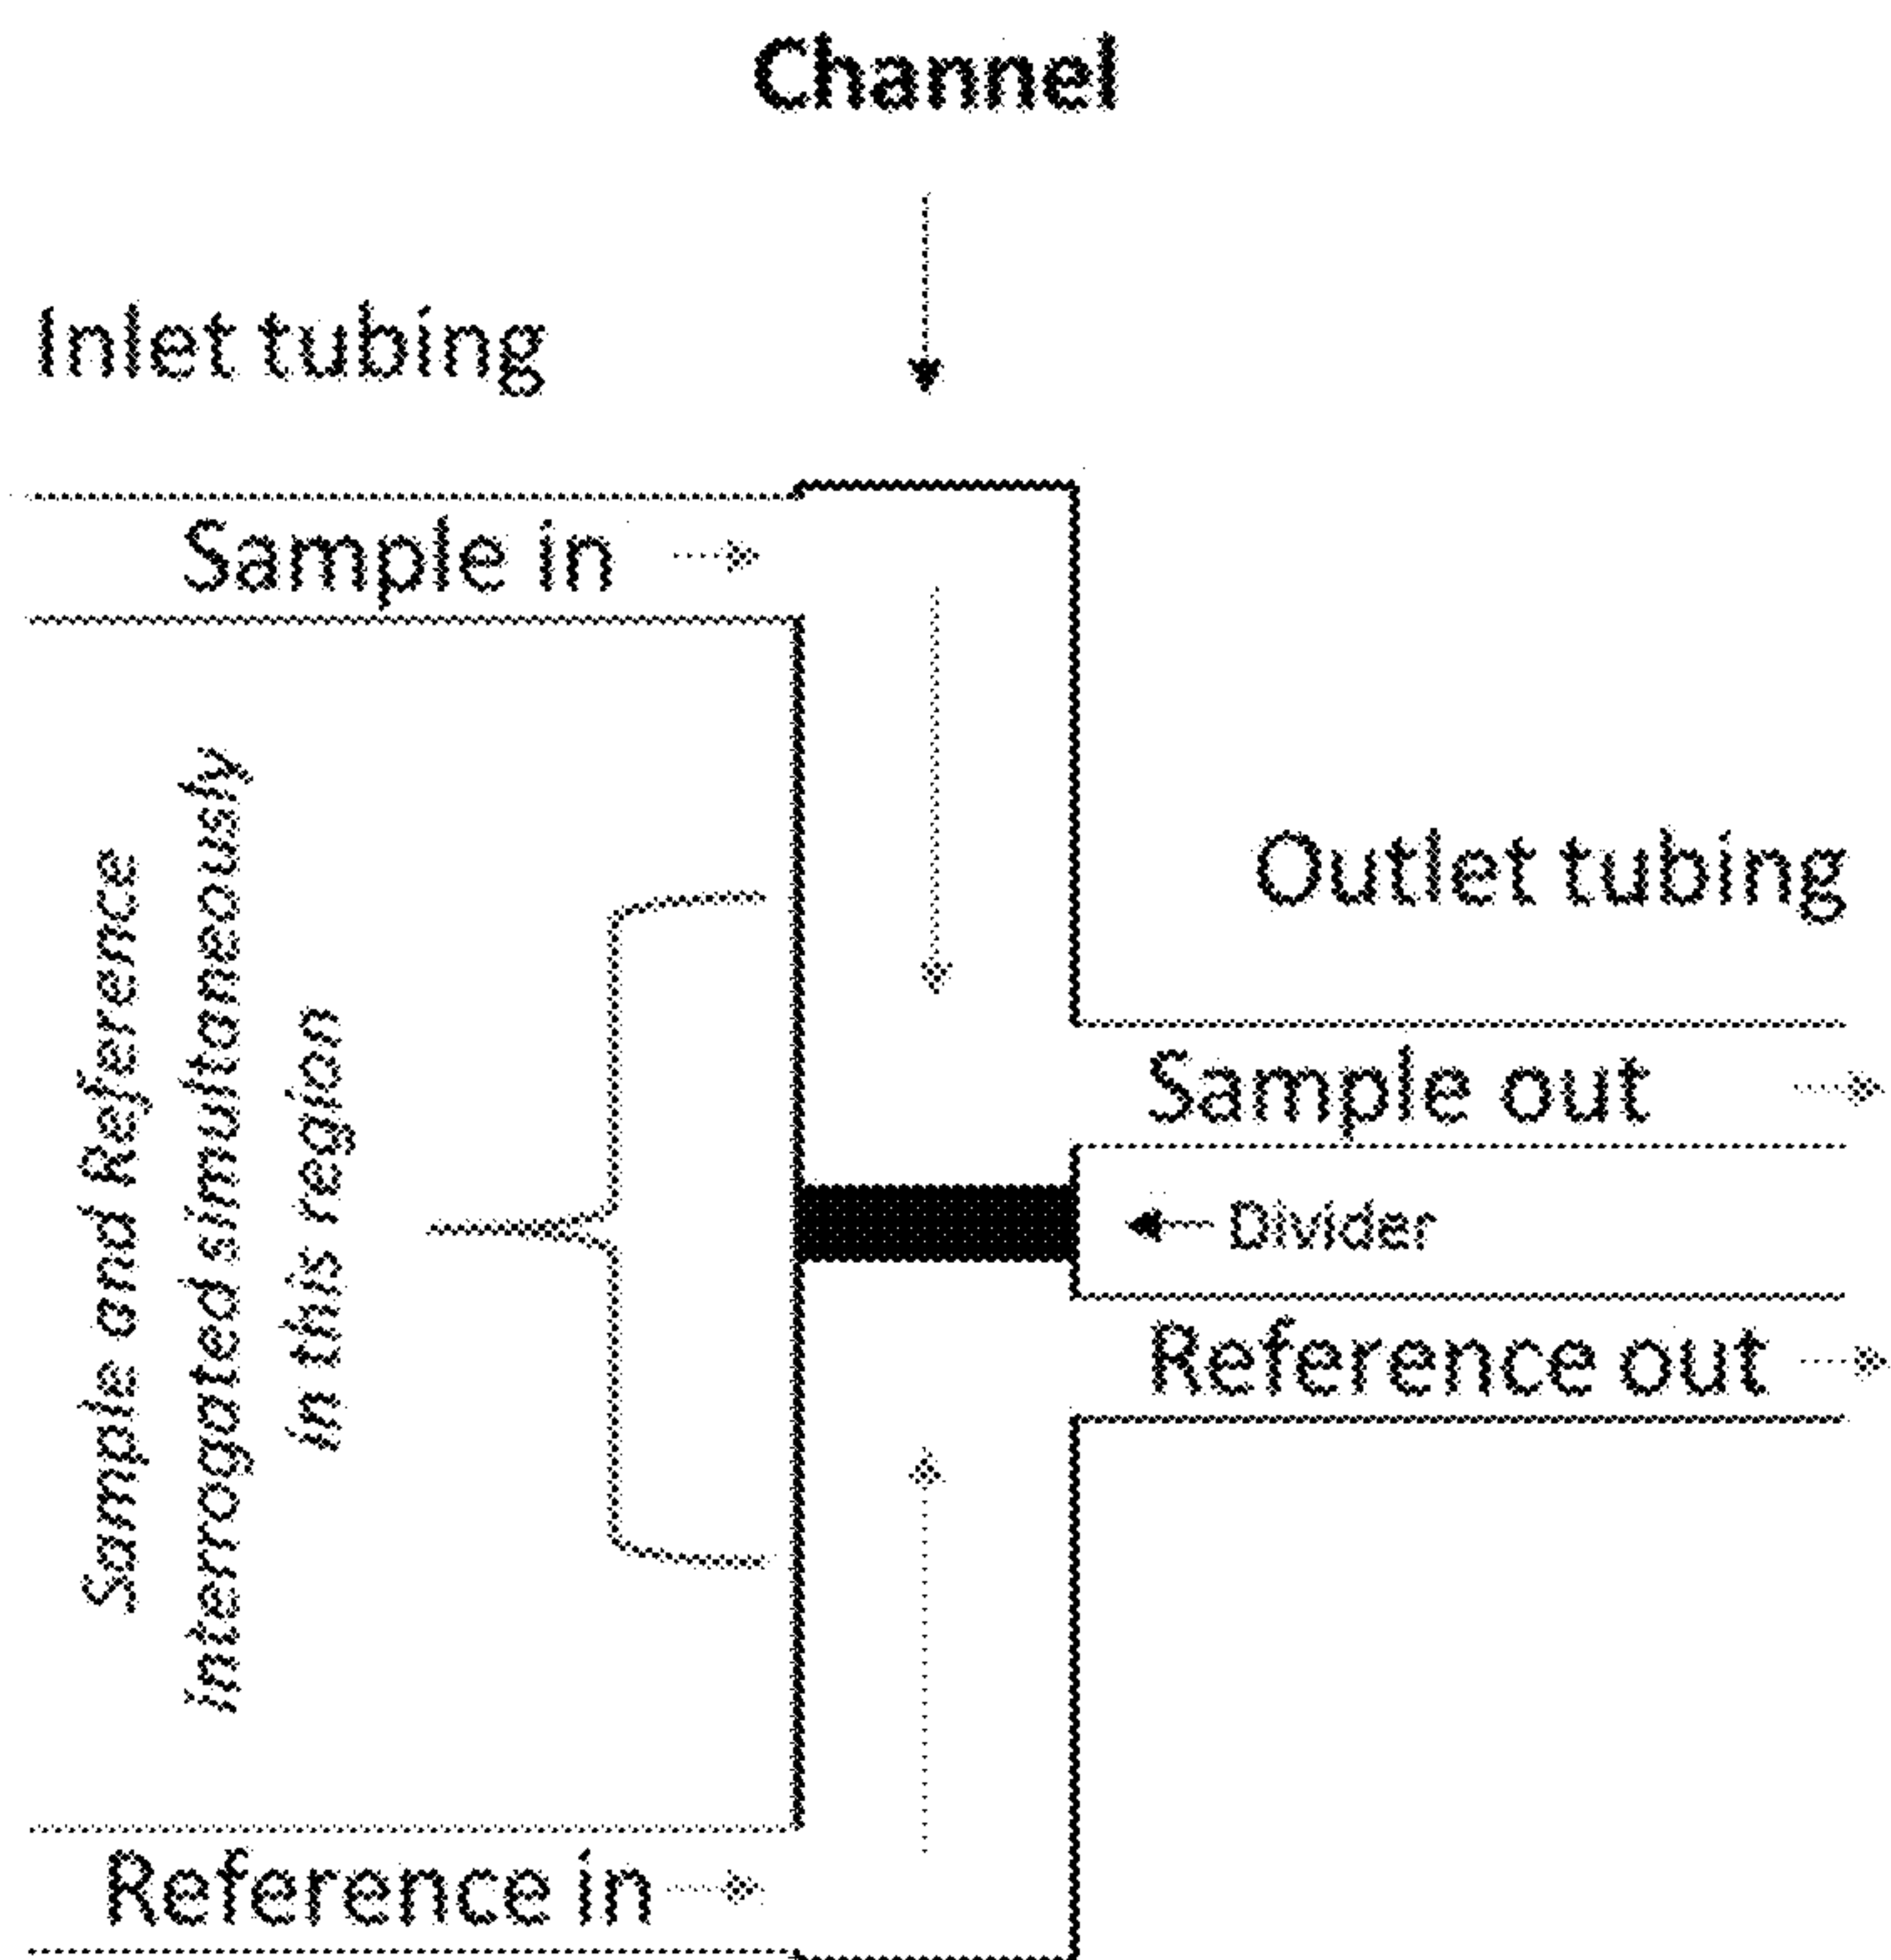 Channel
Inlet tubing
Sample in
Outlet tubing
Sample out
Divider
Reference out
Sample and Reference
interrogated simultaneously
in this region
Reference in